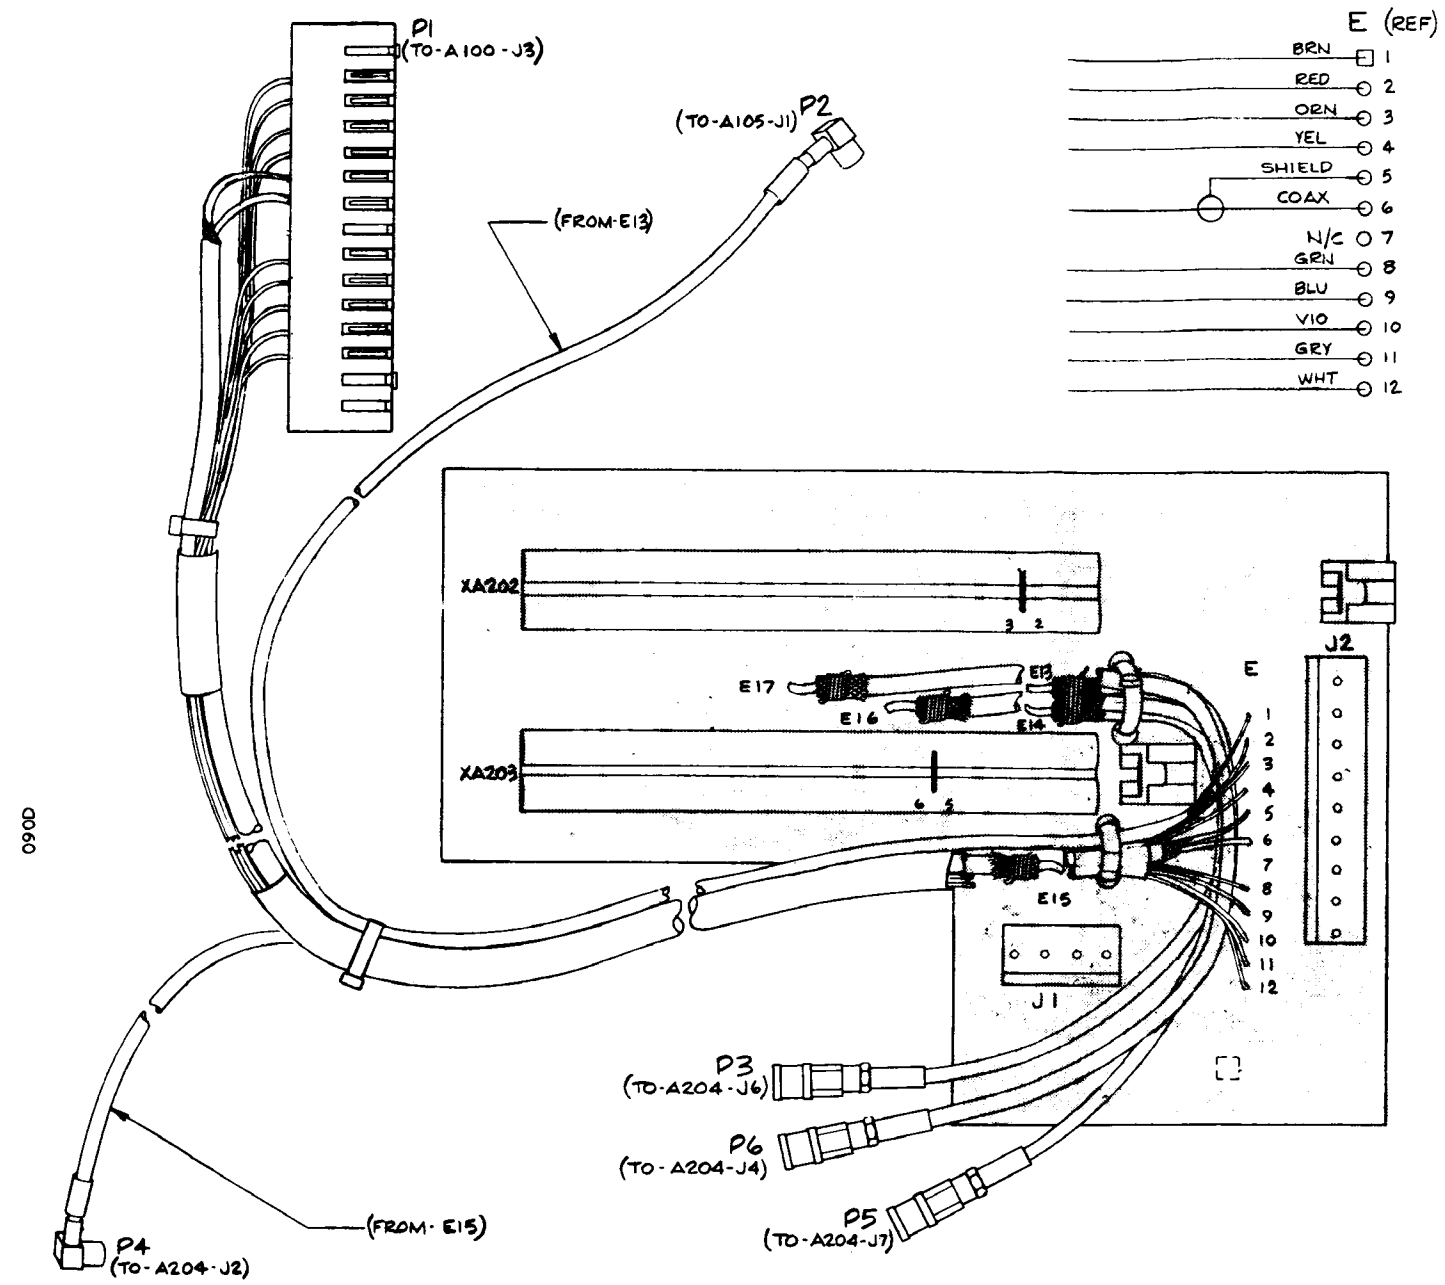 P1
(TO-A100-J3)
P2
(TO-A105-J1)
(FROM-E13)
E (REF)
BRN 1
RED 2
ORN 3
YEL 4
SHIELD 5
COAX 6
N/C 7
GRN 8
BLU 9
VIO 10
GRY 11
WHT 12
XA202
3 2
J2
E17
E13
E
E16
E14
1
2
3
4
5
6
7
8
9
10
11
12
XA203
6 5
E15
J1
090D
P3
(TO-A204-J6)
P6
(TO-A204-J4)
P5
(TO-A204-J7)
(FROM-E15)
P4
(TO-A204-J2)